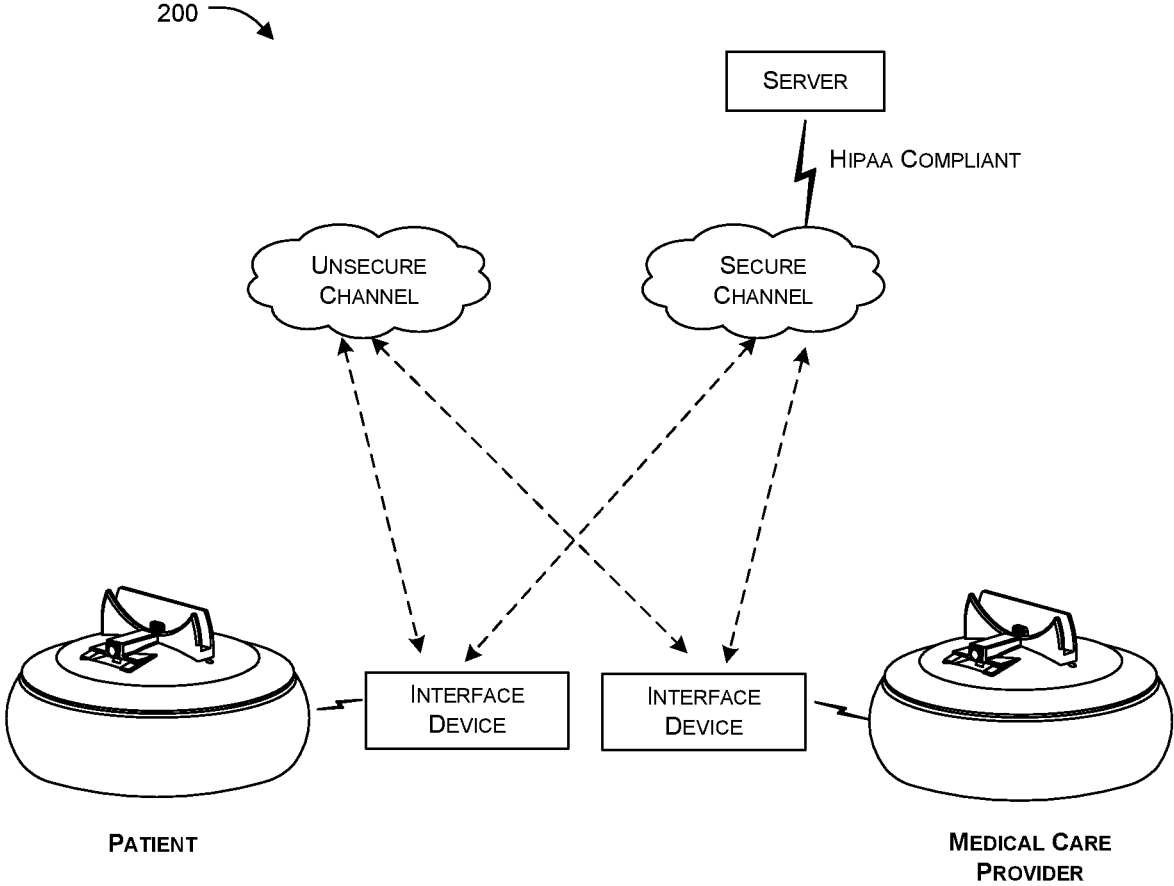 200
SERVER
HIPAA COMPLIANT
UNSECURE
CHANNEL
SECURE
CHANNEL
INTERFACE
DEVICE
INTERFACE
DEVICE
PATIENT
MEDICAL CARE
PROVIDER